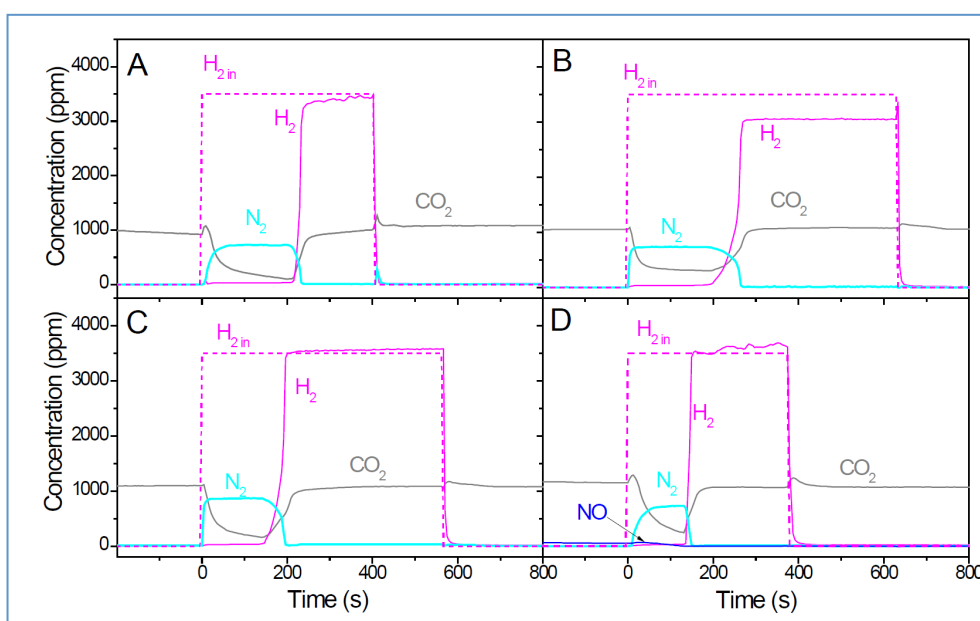 A
B
H2 in
H2 in
H2
H2
N2
CO2
N2
CO2
Concentration (ppm)
4000
3000
2000
1000
0
C
D
H2 in
H2 in
H2
H2
N2
CO2
NO
N2
CO2
Concentration (ppm)
4000
3000
2000
1000
0
0 200 400 600 800 0 200 400 600 800
Time (s)
Time (s)